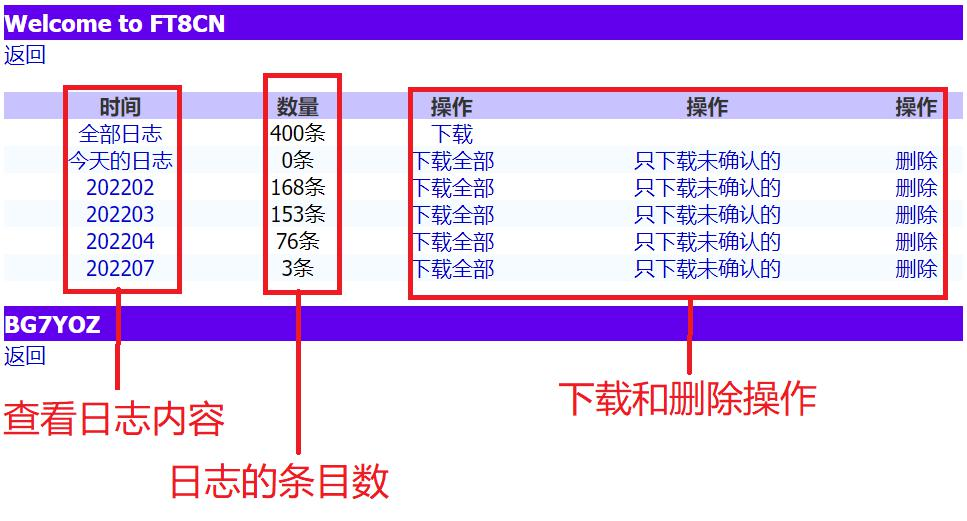 Welcome to FT8CN
返回
时间 数量 操作 操作 操作
全部日志 400条 下载
今天的日志 0条 下载全部 只下载未确认的 删除
202202 168条 下载全部 只下载未确认的 删除
202203 153条 下载全部 只下载未确认的 删除
202204 76条 下载全部 只下载未确认的 删除
202207 3条 下载全部 只下载未确认的 删除
BG7YOZ
返回
下载和删除操作
查看日志内容
日志的条目数